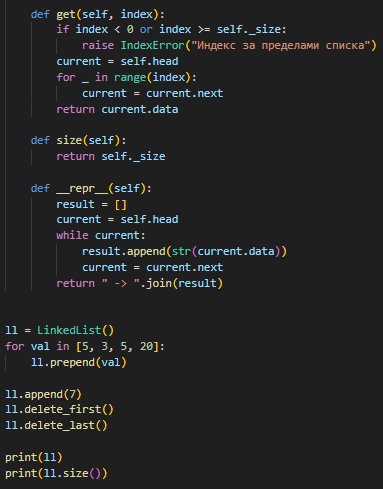 def get(self, index):
        if index < 0 or index >= self._size:
            raise IndexError("Индекс за пределами списка")
        current = self.head
        for _ in range(index):
            current = current.next
        return current.data

    def size(self):
        return self._size

    def __repr__(self):
        result = []
        current = self.head
        while current:
            result.append(str(current.data))
            current = current.next
        return " -> ".join(result)


ll = LinkedList()
for val in [5, 3, 5, 20]:
    ll.prepend(val)

ll.append(7)
ll.delete_first()
ll.delete_last()

print(ll)
print(ll.size())